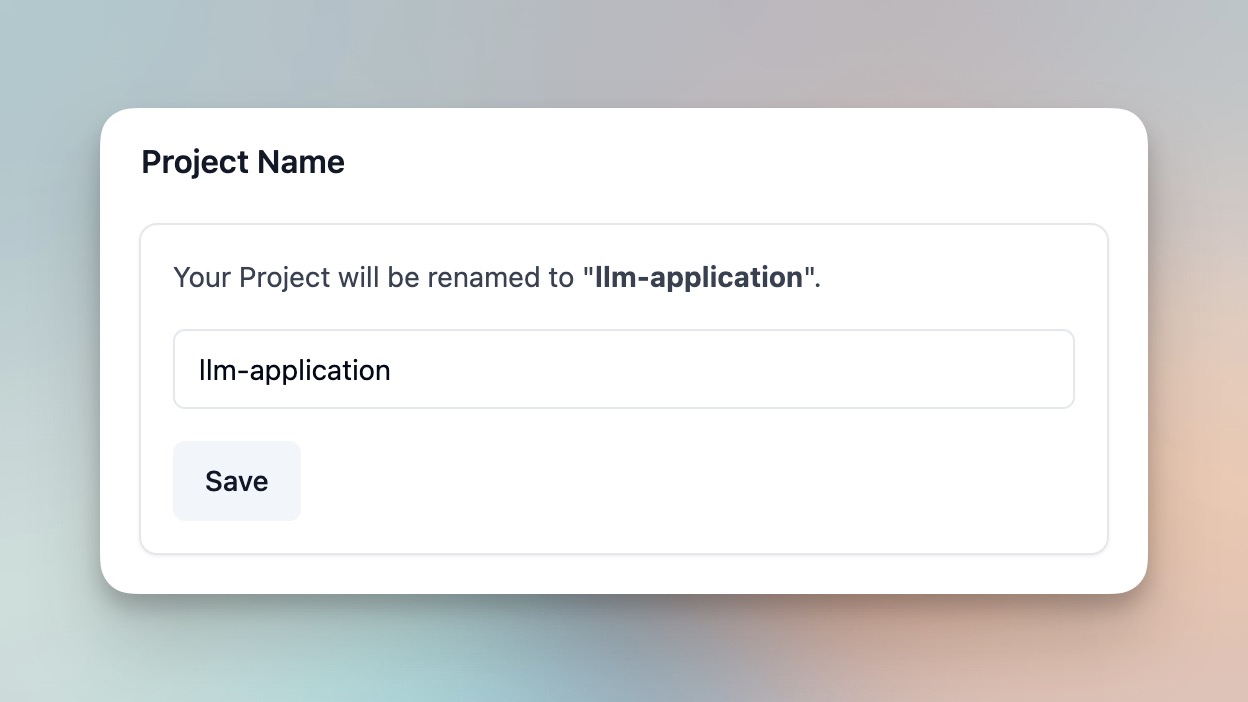 Project Name
Your Project will be renamed to "llm-application".
llm-application
Save